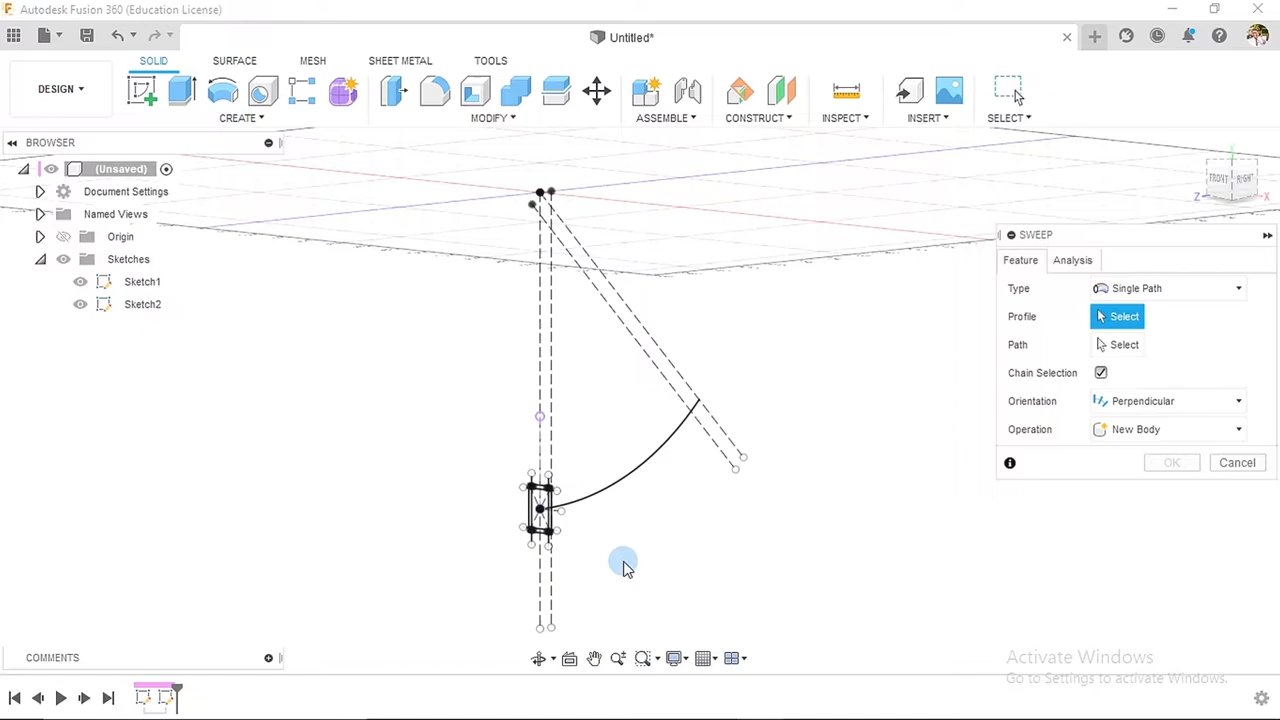 Autodesk Fusion 360 (Education License)
Untitled*
DESIGN
SOLID
SURFACE
MESH
SHEET METAL
TOOLS
CREATE
MODIFY
ASSEMBLE
CONSTRUCT
INSPECT
INSERT
SELECT
BROWSER
(Unsaved)
Document Settings
Named Views
Origin
Sketches
Sketch1
Sketch2
Y
FRONT
RIGHT
Z
X
SWEEP
Feature
Analysis
Type
Single Path
Profile
Select
Path
Select
Chain Selection
Orientation
Perpendicular
Operation
New Body
OK
Cancel
COMMENTS
Activate Windows
Go to Settings to activate Windows.